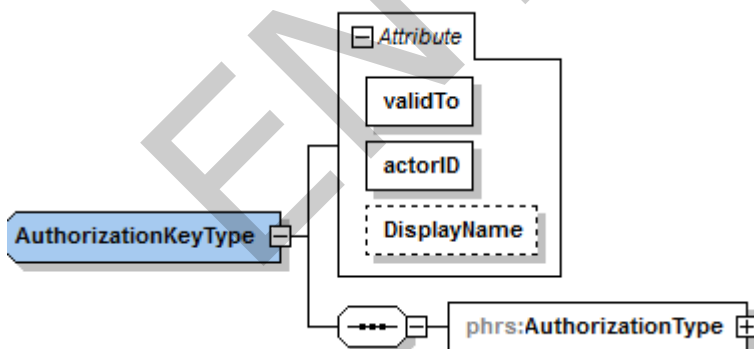 Attribute
validTo
actorID
AuthorizationKeyType
DisplayName
phrs:AuthorizationType